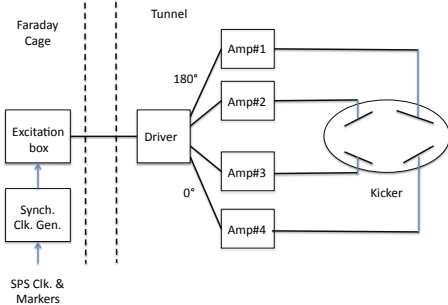 Faraday
Cage
Tunnel
Amp#1
180°
Amp#2
Excitation
box
Driver
Amp#3
Kicker
0°
Synch.
Clk. Gen.
Amp#4
SPS Clk. &
Markers